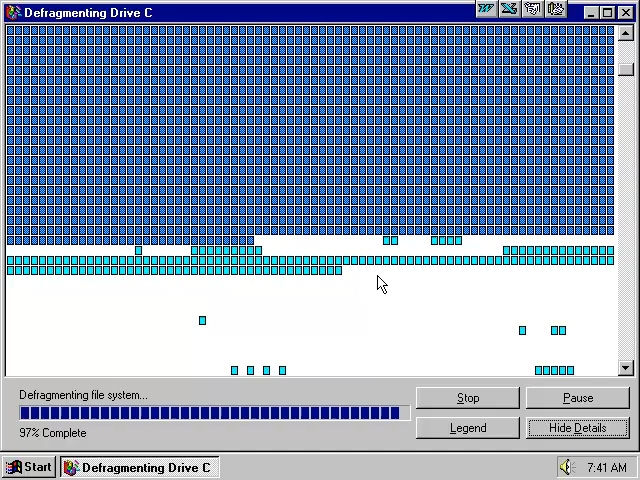 Defragmenting Drive C
Defragmenting file system...
97% Complete
Stop
Pause
Legend
Hide Details
Start
Defragmenting Drive C
7:41 AM